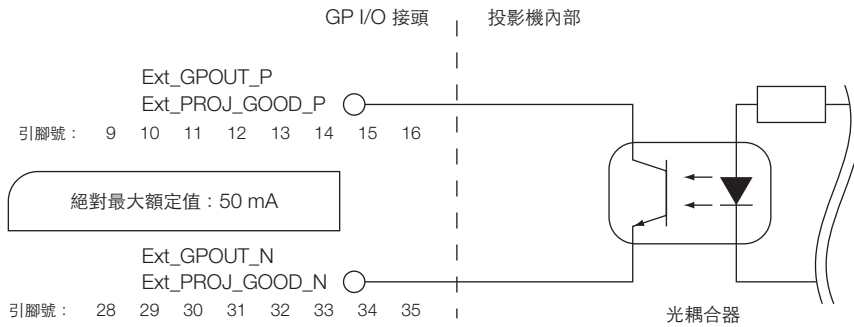 GP I/O 接頭
投影機內部
Ext_GPOUT_P
Ext_PROJ_GOOD_P
引腳號： 9 10 11 12 13 14 15 16
絕對最大額定值：50 mA
Ext_GPOUT_N
Ext_PROJ_GOOD_N
引腳號： 28 29 30 31 32 33 34 35
光耦合器